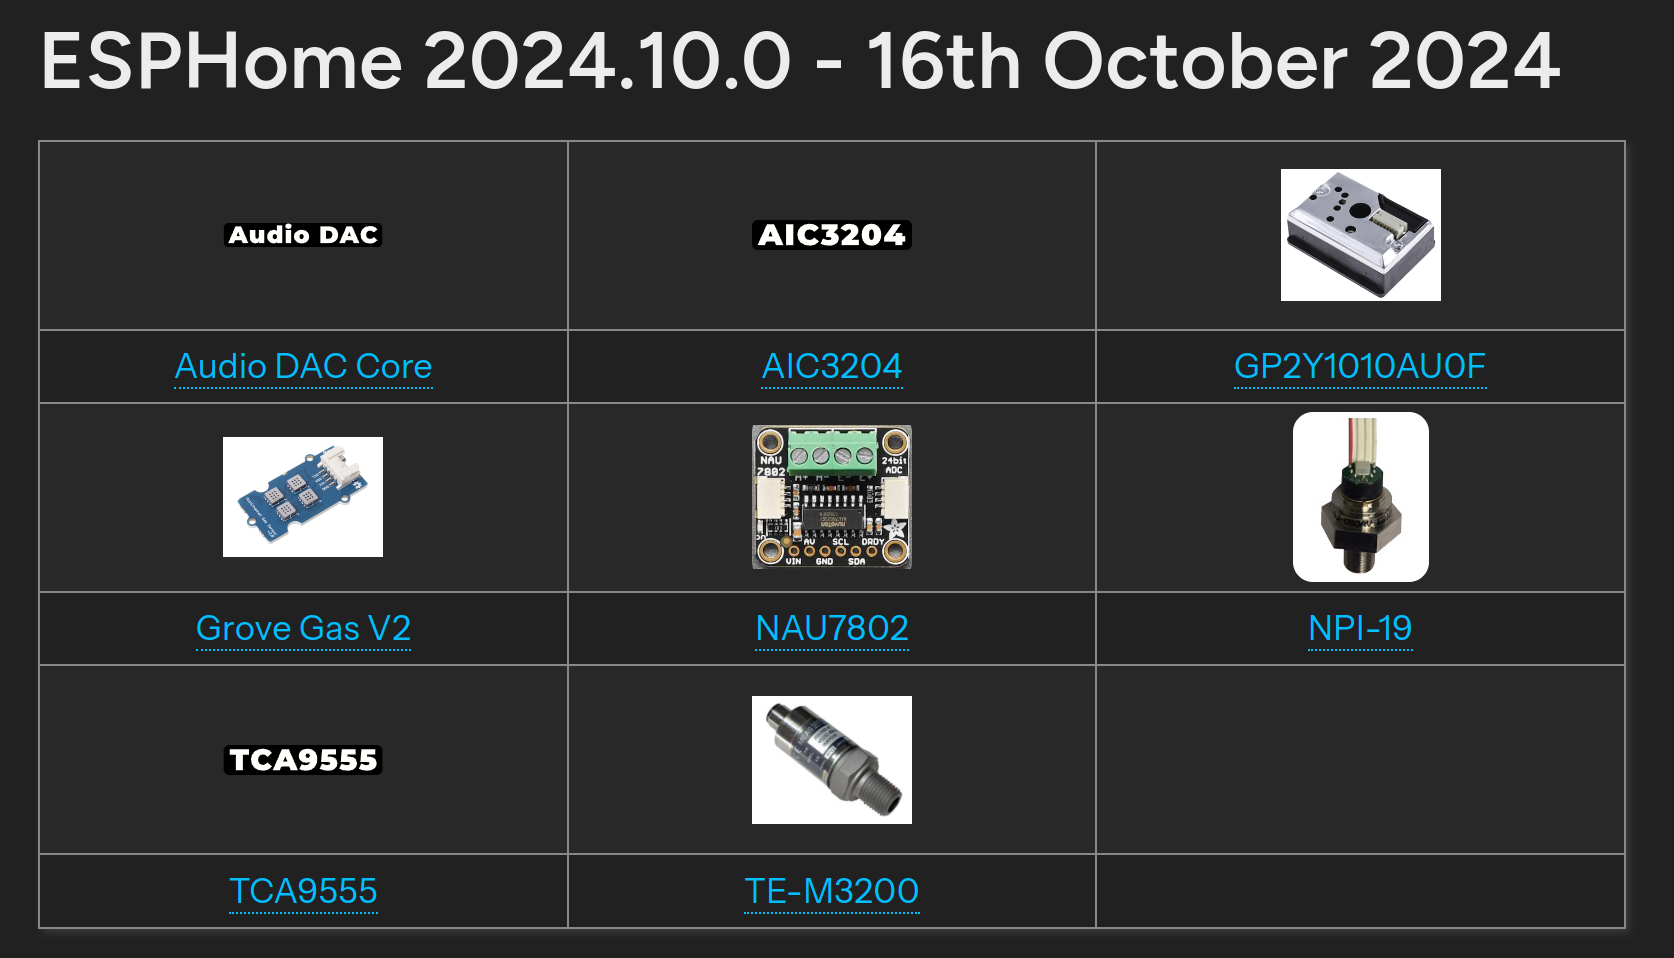 ESPHome 2024.10.0 - 16th October 2024
Audio DAC
AIC3204
Audio DAC Core
AIC3204
GP2Y1010AU0F
NAU
7802
24bit
ADC
AV
SCL
DRDY
VIN
GND
SDA
Grove Gas V2
NAU7802
NPI-19
TCA9555
TCA9555
TE-M3200